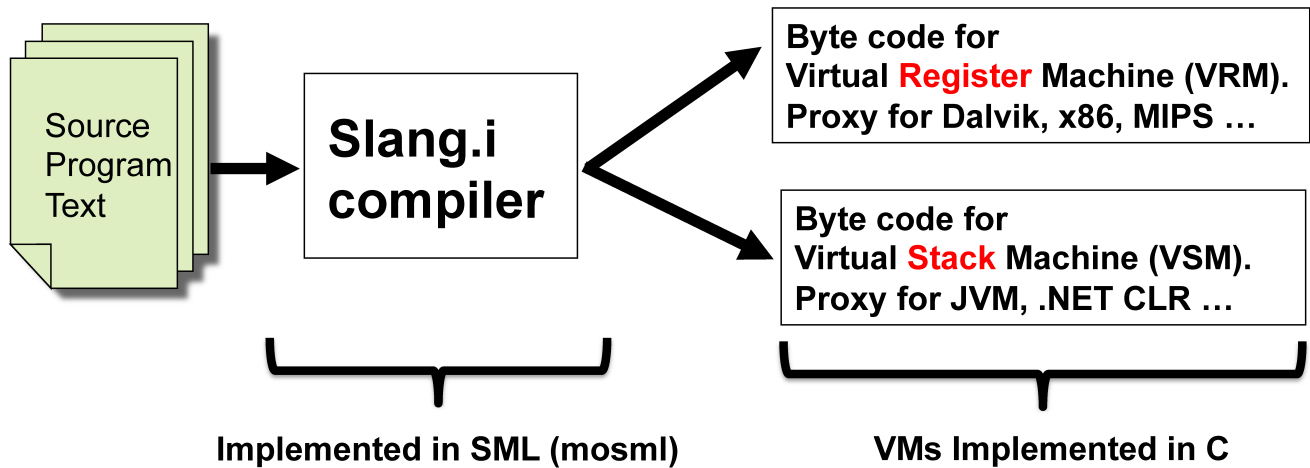 Source
Program
Text
Slang.i
compiler
Byte code for
Virtual Register Machine (VRM).
Proxy for Dalvik, x86, MIPS …
Byte code for
Virtual Stack Machine (VSM).
Proxy for JVM, .NET CLR …
Implemented in SML (mosml)
VMs Implemented in C